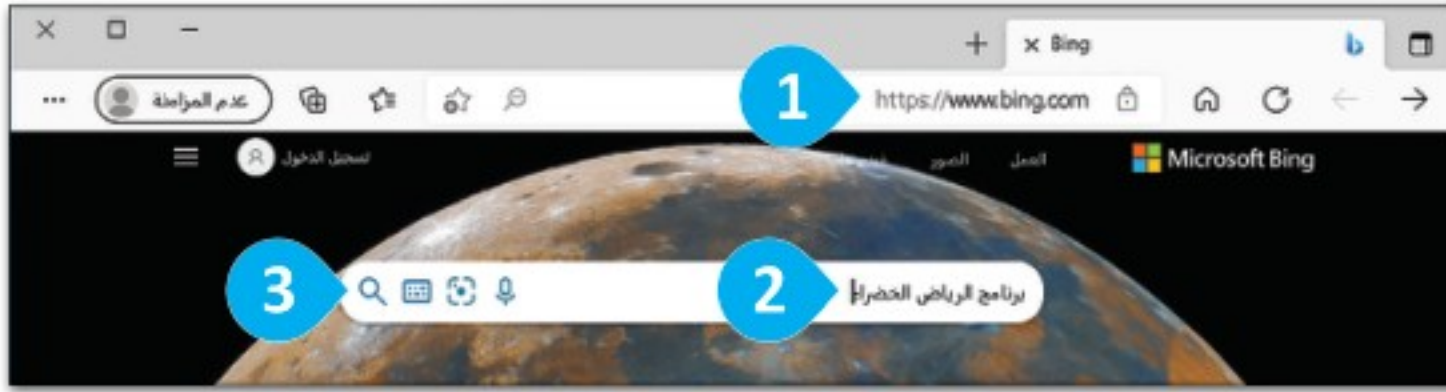 Bing
https://www.bing.com
عدم المزامنة
1
Microsoft Bing
العمل
الصور
تسجيل الدخول
برنامج الرياض الخضراء
2
3